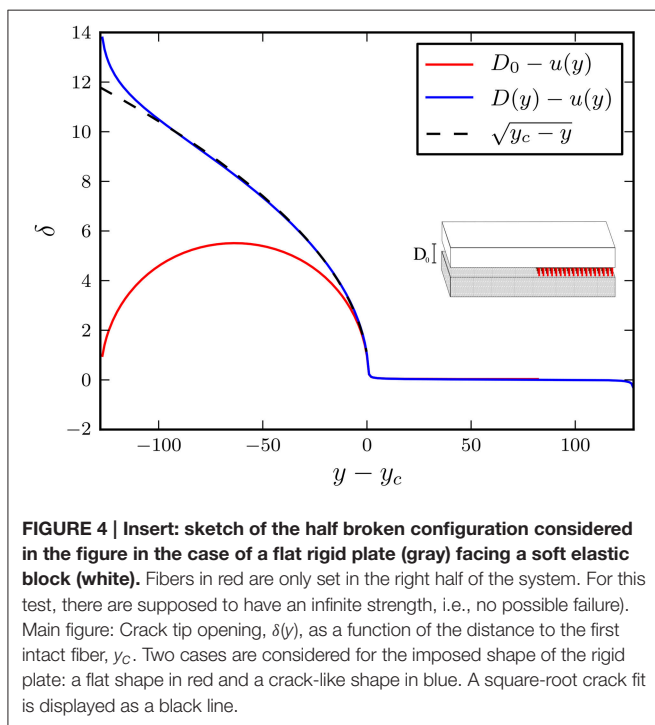 14
12
10
8
6
4
2
0
−2
δ
D₀ − u(y)
D(y) − u(y)
√(y_c − y)
D₀
−100
−50
0
50
100
y − y_c
FIGURE 4 | Insert: sketch of the half broken configuration considered
in the figure in the case of a flat rigid plate (gray) facing a soft elastic
block (white). Fibers in red are only set in the right half of the system. For this
test, there are supposed to have an infinite strength, i.e., no possible failure).
Main figure: Crack tip opening, δ(y), as a function of the distance to the first
intact fiber, y_C. Two cases are considered for the imposed shape of the rigid
plate: a flat shape in red and a crack-like shape in blue. A square-root crack fit
is displayed as a black line.